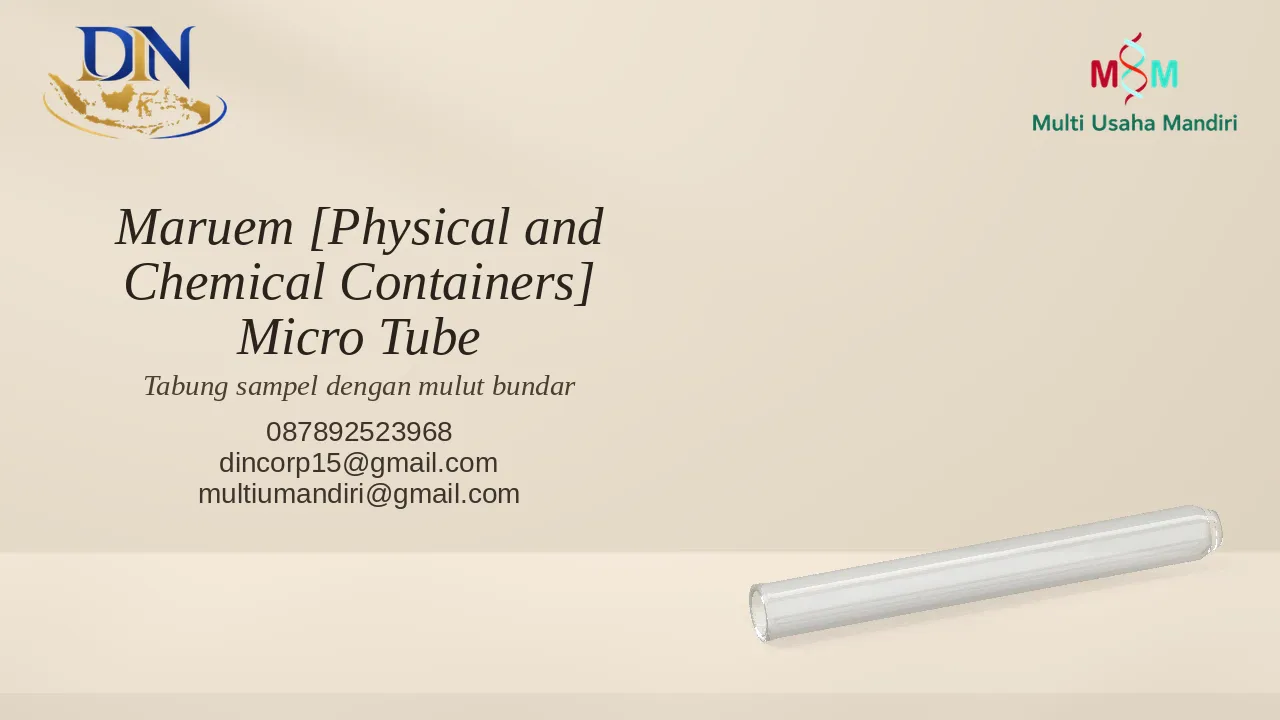 DIN
MSM
Multi Usaha Mandiri
Maruem [Physical and
Chemical Containers]
Micro Tube
Tabung sampel dengan mulut bundar
087892523968
dincorp15@gmail.com
multiumandiri@gmail.com